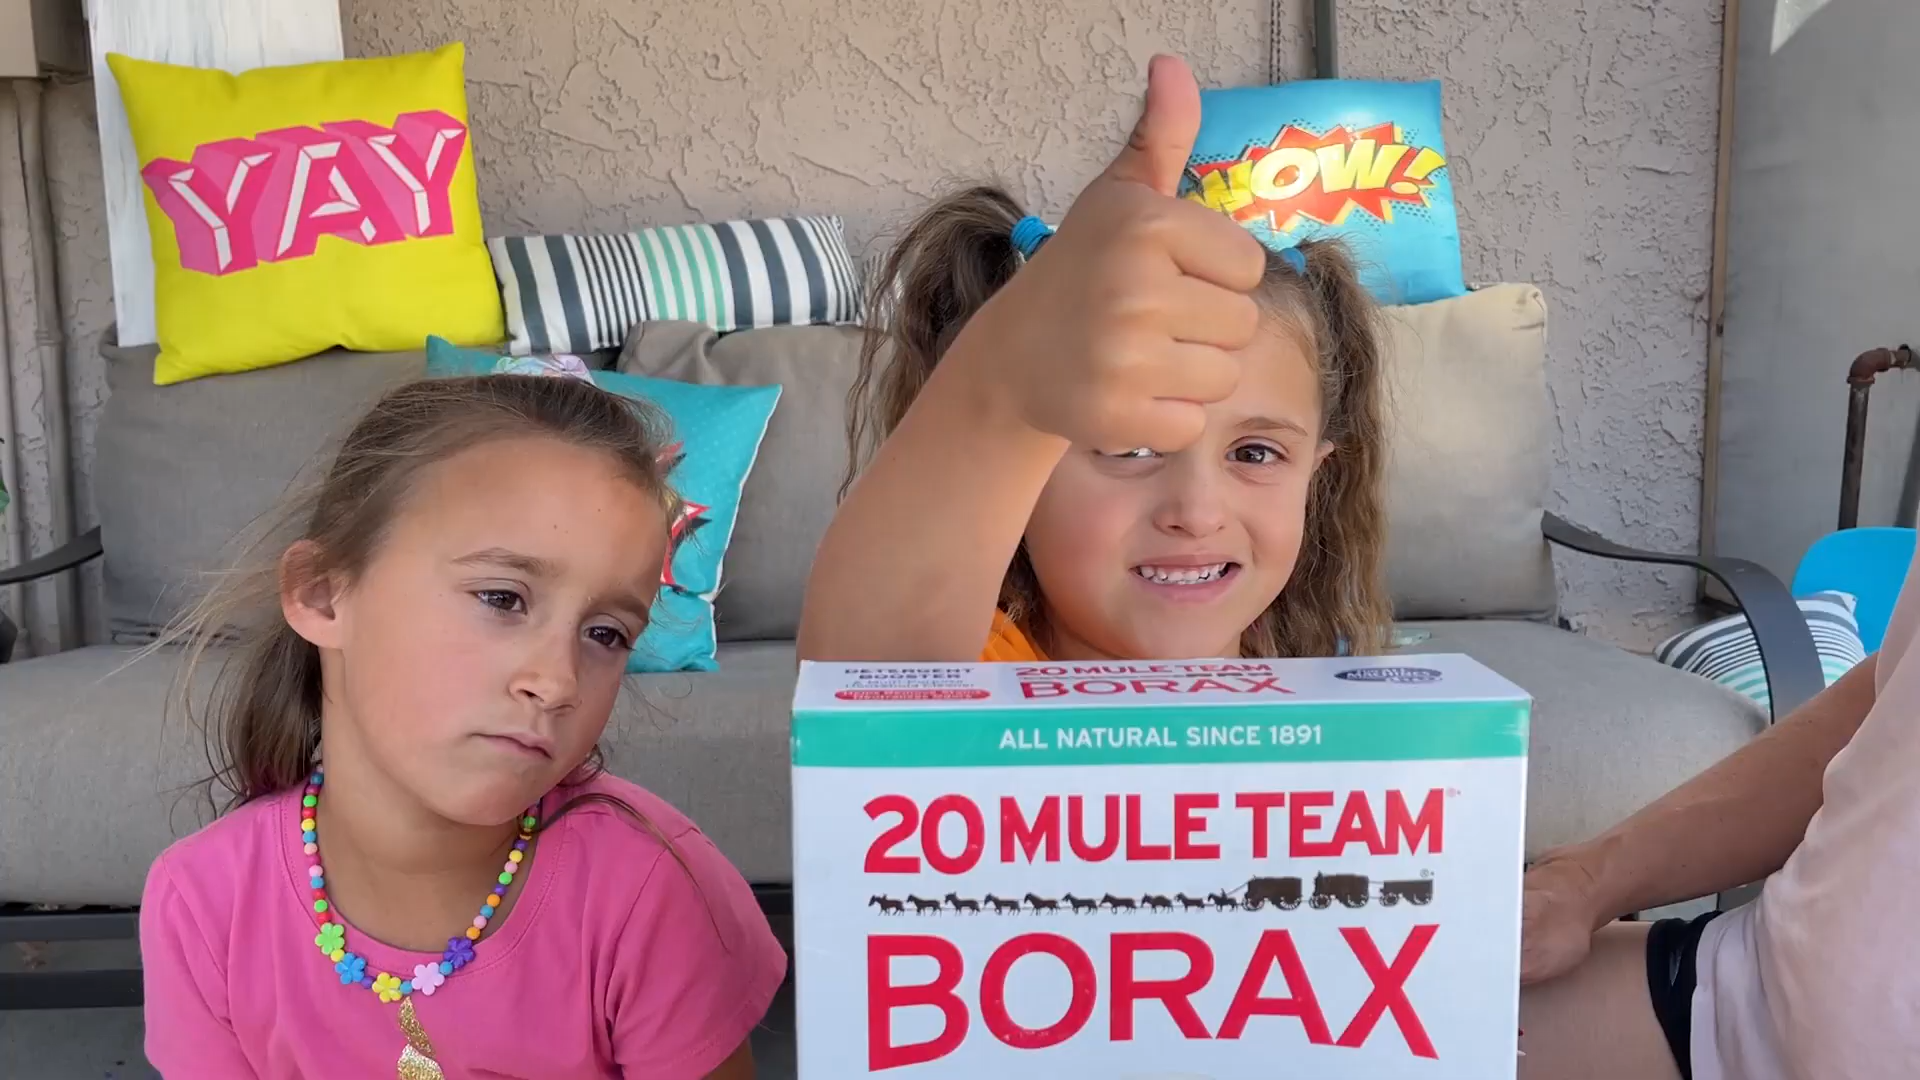 YAY
WOW!
DETERGENT
BOOSTER
20 MULE TEAM
BORAX
ALL NATURAL SINCE 1891
20 MULE TEAM
BORAX